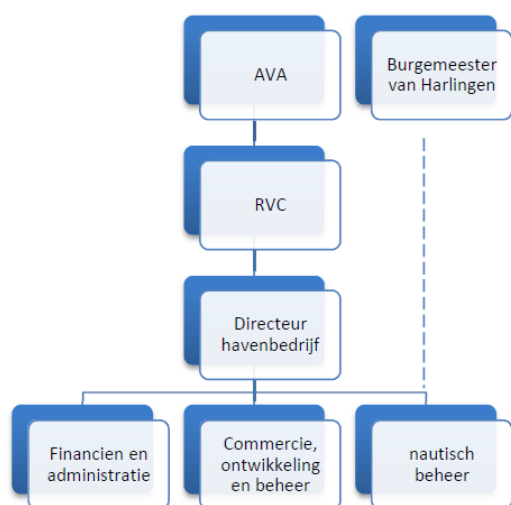 AVA
Burgemeester
van Harlingen
RVC
Directeur
havenbedrijf
Financien en
administratie
Commercie,
ontwikkeling
en beheer
nautisch
beheer